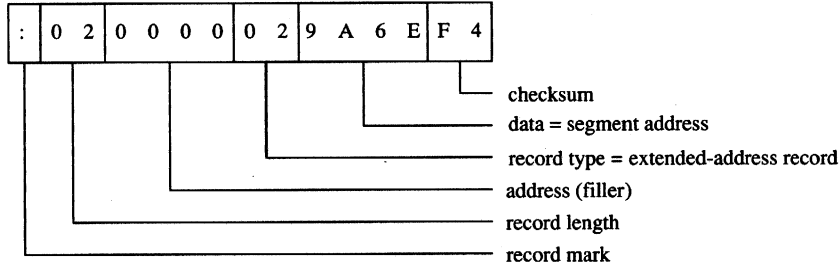 : 0 2 0 0 0 0 0 2 9 A 6 E F 4
checksum
data = segment address
record type = extended-address record
address (filler)
record length
record mark